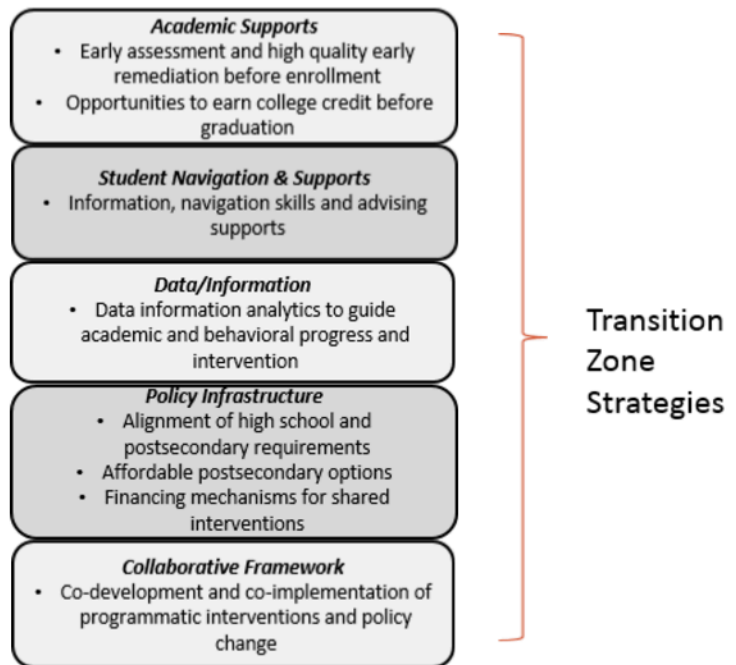 Academic Supports
• Early assessment and high quality early
remediation before enrollment
• Opportunities to earn college credit before
graduation
Student Navigation & Supports
• Information, navigation skills and advising
supports
Data/Information
• Data information analytics to guide
academic and behavioral progress and
intervention
Policy Infrastructure
• Alignment of high school and
postsecondary requirements
• Affordable postsecondary options
• Financing mechanisms for shared
interventions
Collaborative Framework
• Co-development and co-implementation of
programmatic interventions and policy
change
Transition
Zone
Strategies